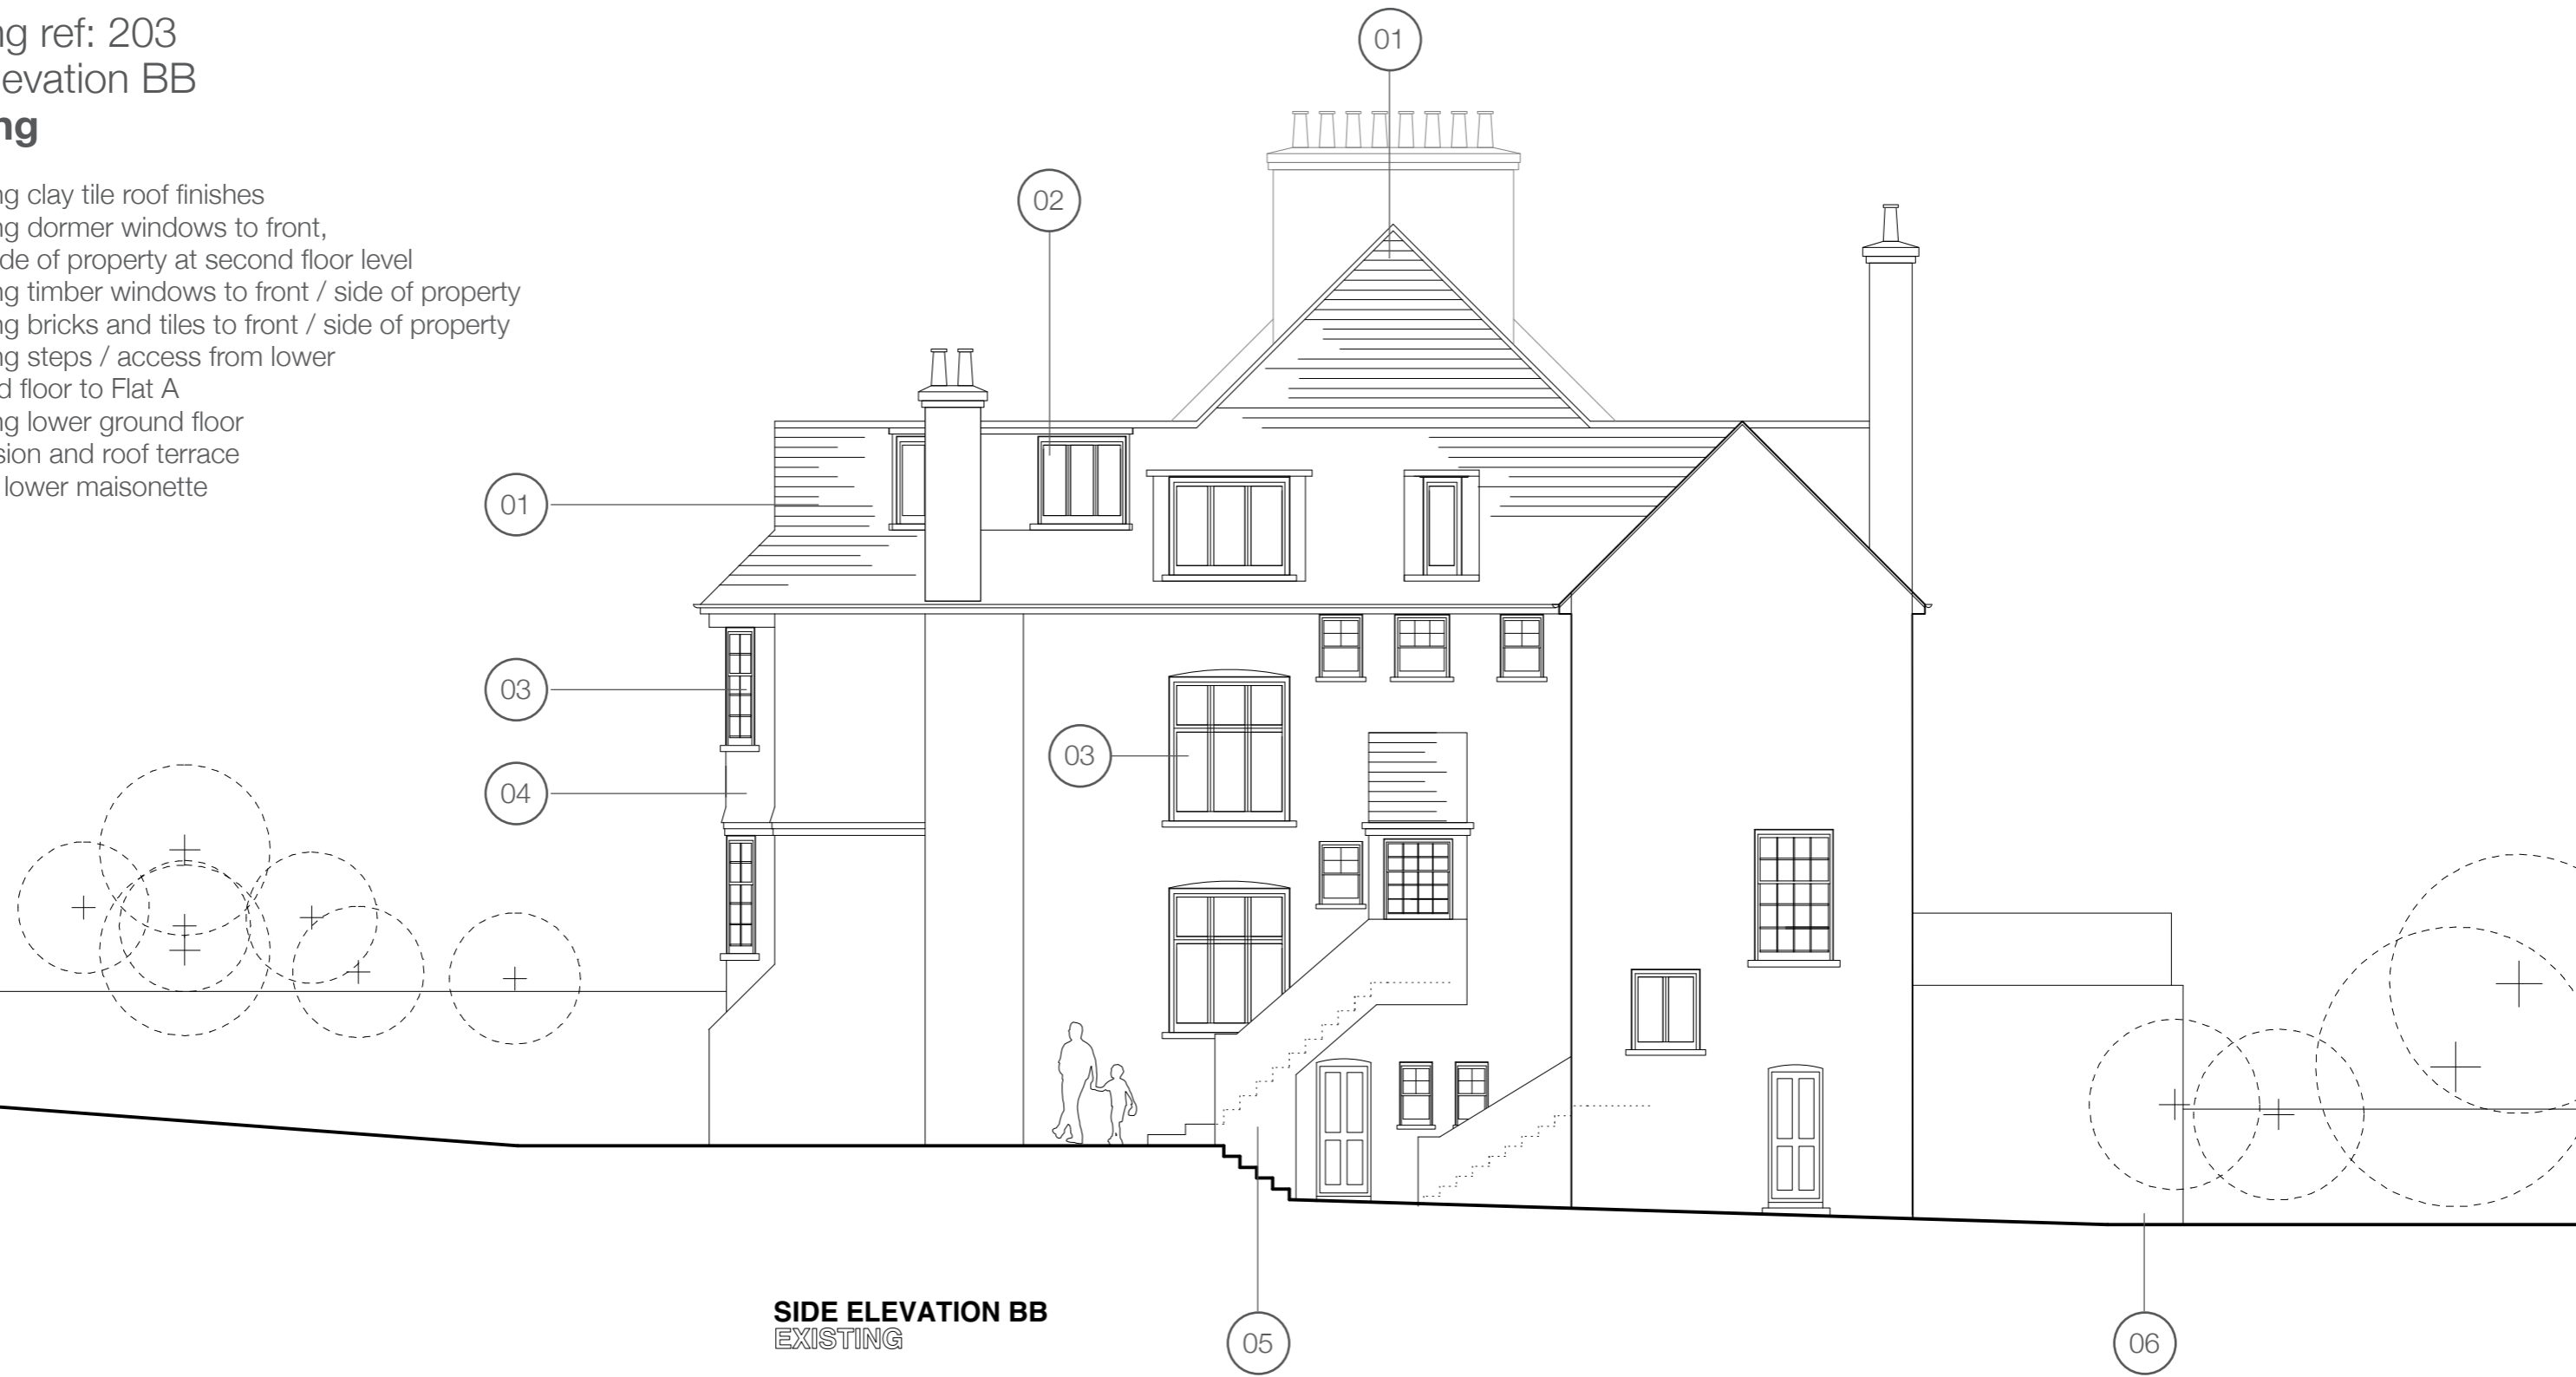 ng ref: 203
levation BB
ng
ng clay tile roof finishes
ng dormer windows to front,
de of property at second floor level
ng timber windows to front / side of property
ng bricks and tiles to front / side of property
ng steps / access from lower
d floor to Flat A
ng lower ground floor
sion and roof terrace
lower maisonette
01
02
01
03
03
04
SIDE ELEVATION BB
EXISTING
05
06